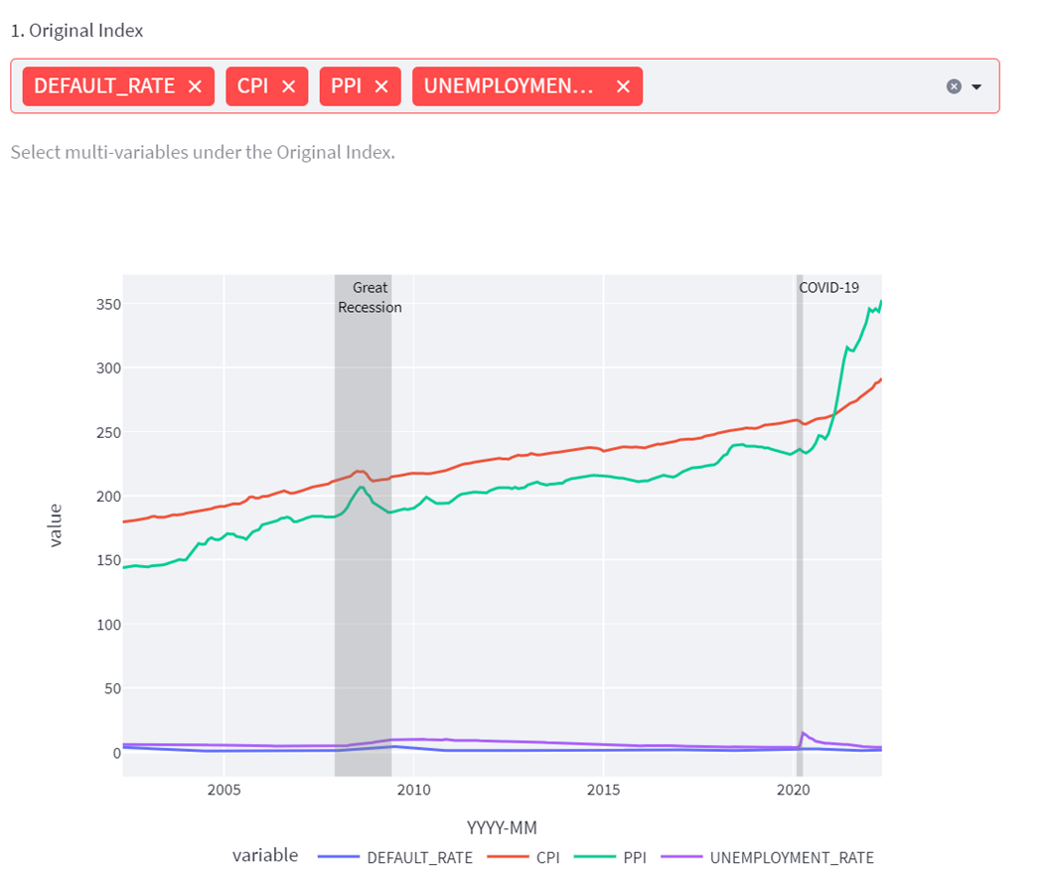 1. Original Index
DEFAULT_RATE × CPI × PPI × UNEMPLOYMEN... ×
Select multi-variables under the Original Index.
Great
Recession
COVID-19
350
300
250
200
150
100
50
0
value
2005 2010 2015 2020
YYYY-MM
variable DEFAULT_RATE CPI PPI UNEMPLOYMENT_RATE